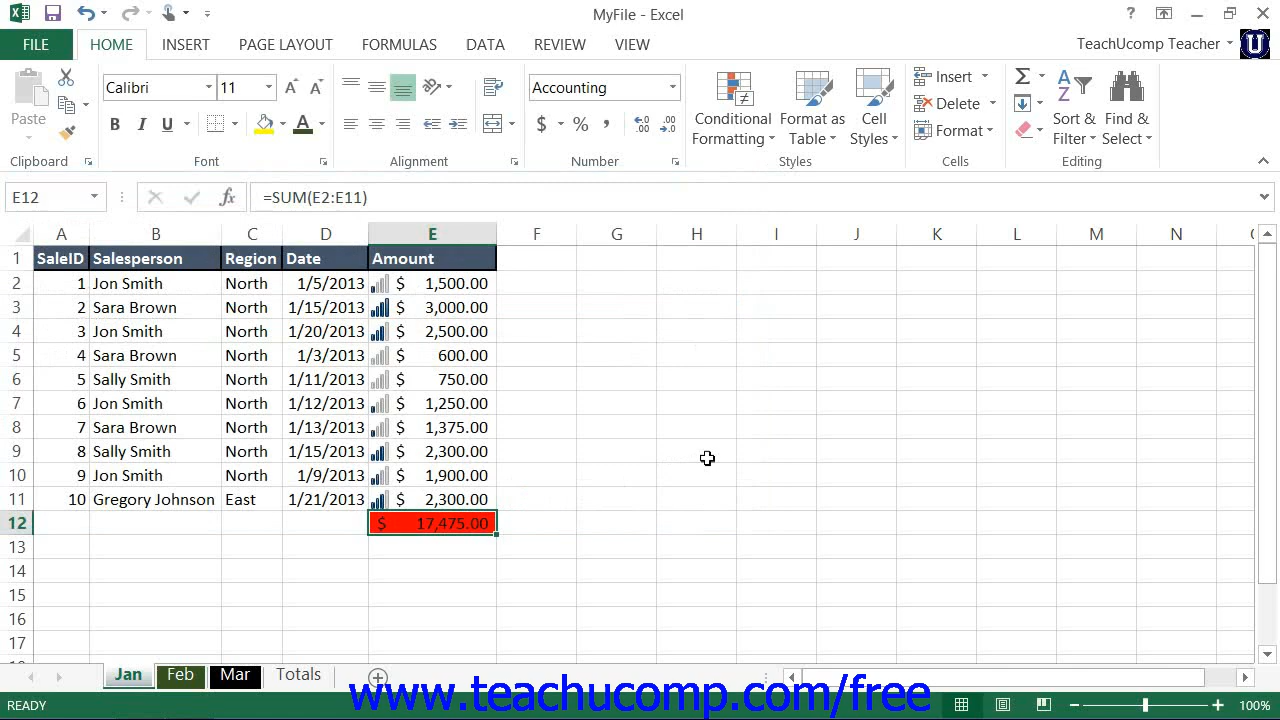 MyFile - Excel
?
FILE HOME INSERT PAGE LAYOUT FORMULAS DATA REVIEW VIEW TeachUcomp Teacher U
Paste
Calibri 11
B I U A
Accounting
$ % ,
Conditional Formatting
Format as Table
Cell Styles
Insert
Delete
Format
Sort & Filter
Find & Select
Clipboard Font Alignment Number Styles Cells Editing
E12 fx =SUM(E2:E11)
A B C D E F G H I J K L M N
1 SaleID Salesperson Region Date Amount
2 1 Jon Smith North 1/5/2013 $ 1,500.00
3 2 Sara Brown North 1/15/2013 $ 3,000.00
4 3 Jon Smith North 1/20/2013 $ 2,500.00
5 4 Sara Brown North 1/3/2013 $ 600.00
6 5 Sally Smith North 1/11/2013 $ 750.00
7 6 Jon Smith North 1/12/2013 $ 1,250.00
8 7 Sara Brown North 1/13/2013 $ 1,375.00
9 8 Sally Smith North 1/15/2013 $ 2,300.00
10 9 Jon Smith North 1/9/2013 $ 1,900.00
11 10 Gregory Johnson East 1/21/2013 $ 2,300.00
12 $ 17,475.00
13
14
15
16
17
Jan Feb Mar Totals
www.teachucomp.com/free
READY 100%